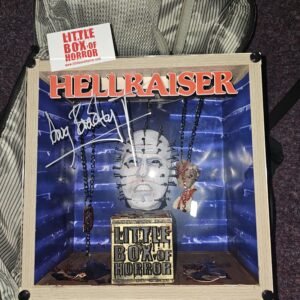 LITTLE
BOX OF
HORROR
HELLRAISER
Doug Bradley
LITTLE
BOX OF
HORROR